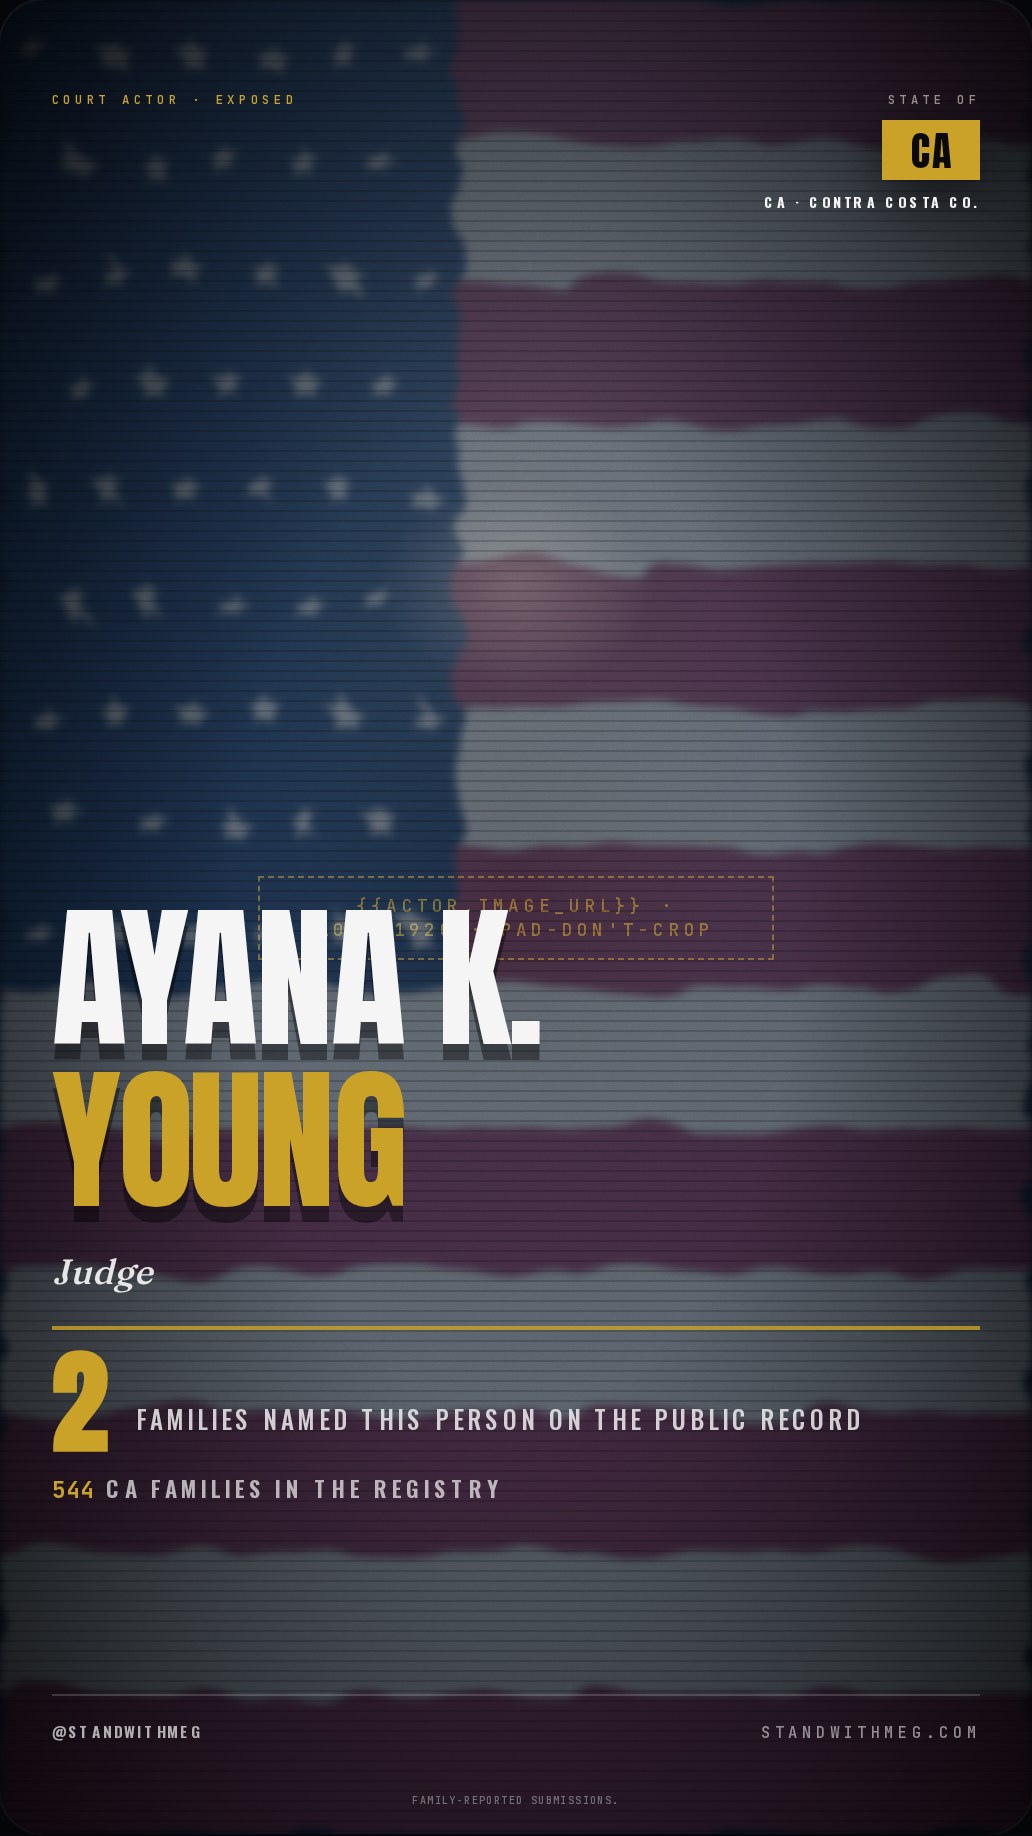 COURT ACTOR · EXPOSED
STATE OF
CA
CA · CONTRA COSTA CO.
{{ACTOR_IMAGE_URL}} ·
PAD-DON'T-CROP
AYANA K.
YOUNG
Judge
2 FAMILIES NAMED THIS PERSON ON THE PUBLIC RECORD
544 CA FAMILIES IN THE REGISTRY
@STANDWITHMEG
STANDWITHMEG.COM
FAMILY-REPORTED SUBMISSIONS.